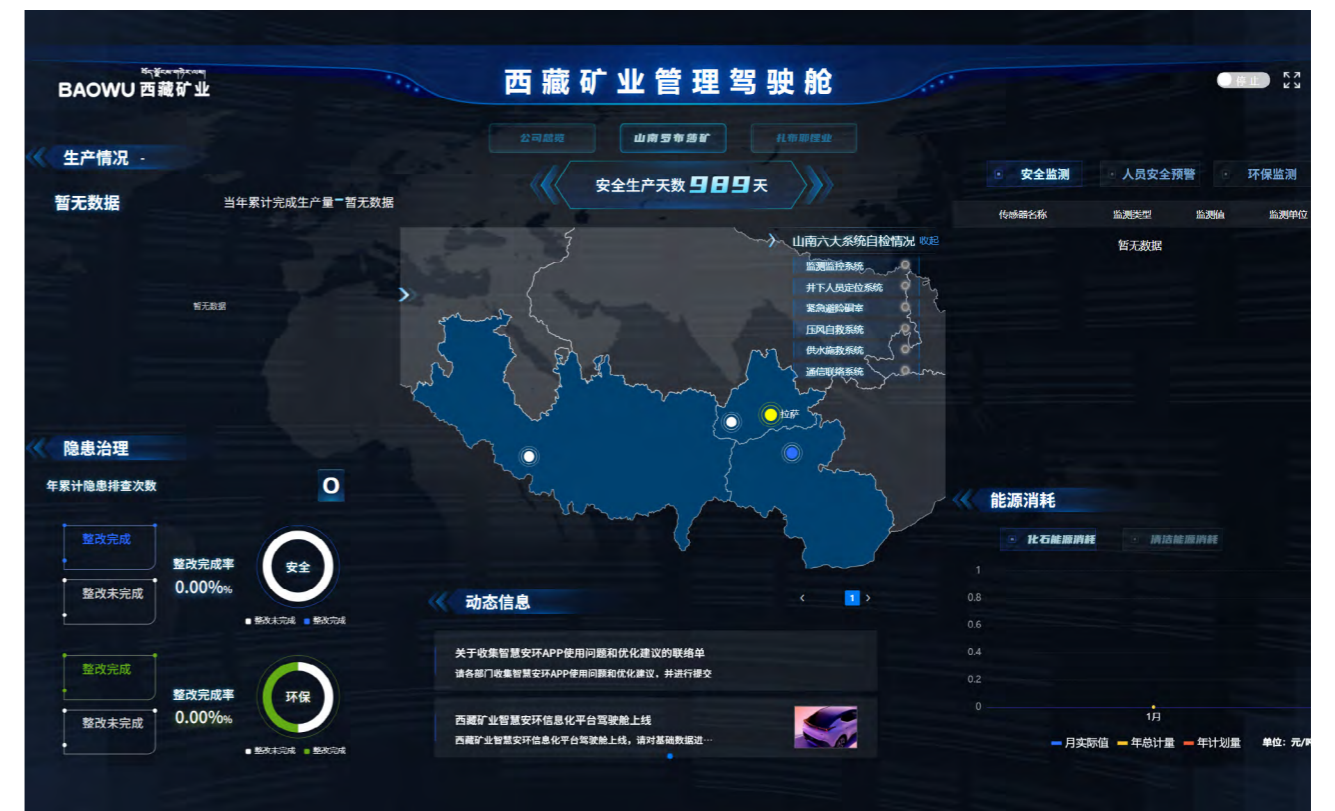 BAOWU 西藏矿业
西藏矿业管理驾驶舱
停止
公司总览
山南罗布莎矿
扎布耶锂业
安全生产天数 989 天
生产情况 -
暂无数据
当年累计完成生产量-暂无数据
暂无数据
安全监测
人员安全预警
环保监测
传感器名称 监测类型 监测值 监测单位
暂无数据
山南六大系统自检情况 收起
监测监控系统
井下人员定位系统
紧急避险硐室
压风自救系统
供水施救系统
通信联络系统
拉萨
隐患治理
年累计隐患排查次数 0
整改完成
整改未完成
整改完成率
0.00%%
安全
整改未完成 整改完成
整改完成
整改未完成
整改完成率
0.00%%
环保
整改未完成 整改完成
动态信息
< 1 >
关于收集智慧安环APP使用问题和优化建议的联络单
请各部门收集智慧安环APP使用问题和优化建议，并进行提交
西藏矿业智慧安环信息化平台驾驶舱上线
西藏矿业智慧安环信息化平台驾驶舱上线，请对基础数据进…
能源消耗
化石能源消耗
清洁能源消耗
1
0.8
0.6
0.4
0.2
0
1月
月实际值 年总计量 年计划量 单位：元/